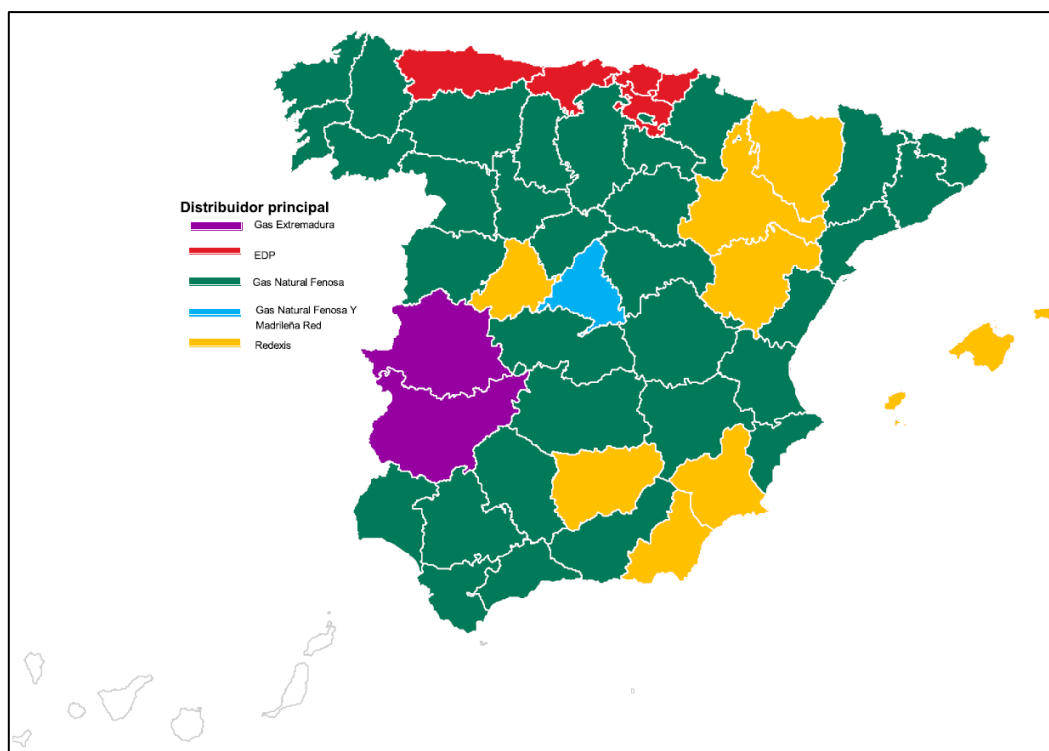 Distribuidor principal
Gas Extremadura
EDP
Gas Natural Fenosa
Gas Natural Fenosa Y
Madrileña Red
Redexis